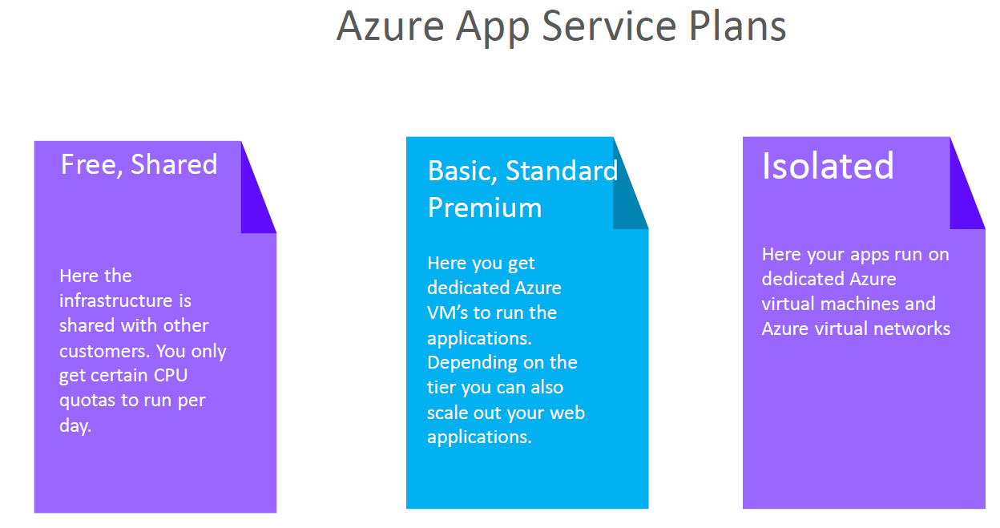 Azure App Service Plans
Free, Shared
Here the
infrastructure is
shared with other
customers. You only
get certain CPU
quotas to run per
day.
Basic, Standard
Premium
Here you get
dedicated Azure
VM’s to run the
applications.
Depending on the
tier you can also
scale out your web
applications.
Isolated
Here your apps run on
dedicated Azure
virtual machines and
Azure virtual networks